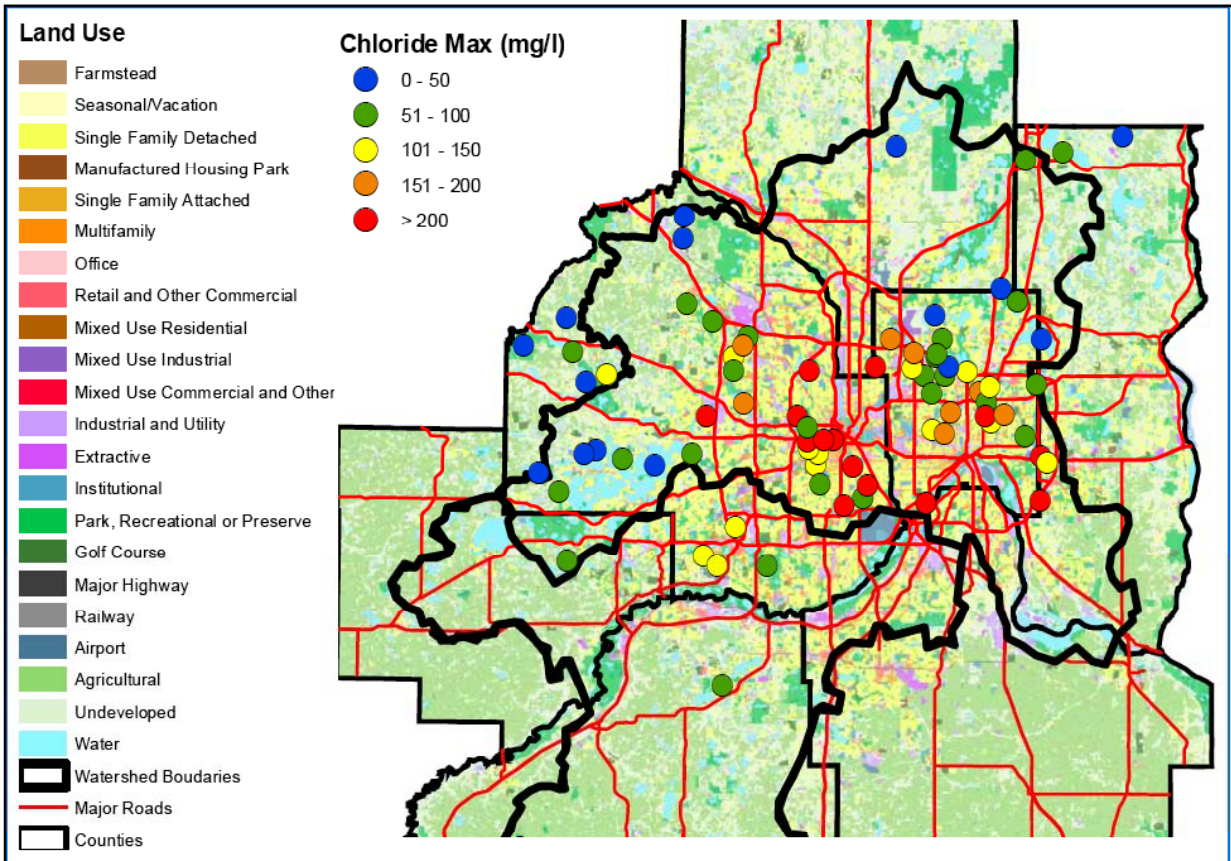 Land Use
Farmstead
Seasonal/Vacation
Single Family Detached
Manufactured Housing Park
Single Family Attached
Multifamily
Office
Retail and Other Commercial
Mixed Use Residential
Mixed Use Industrial
Mixed Use Commercial and Other
Industrial and Utility
Extractive
Institutional
Park, Recreational or Preserve
Golf Course
Major Highway
Railway
Airport
Agricultural
Undeveloped
Water
Watershed Boudaries
Major Roads
Counties
Chloride Max (mg/l)
0 - 50
51 - 100
101 - 150
151 - 200
> 200